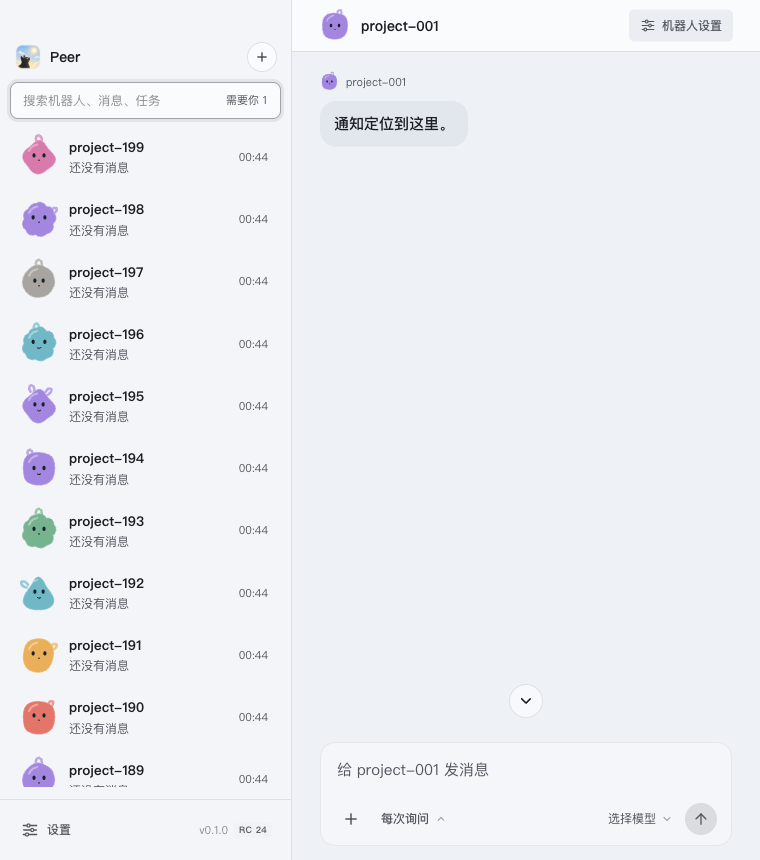 Peer
搜索机器人、消息、任务
需要你 1
project-199
00:44
还没有消息
project-198
00:44
还没有消息
project-197
00:44
还没有消息
project-196
00:44
还没有消息
project-195
00:44
还没有消息
project-194
00:44
还没有消息
project-193
00:44
还没有消息
project-192
00:44
还没有消息
project-191
00:44
还没有消息
project-190
00:44
还没有消息
project-189
00:44
设置
v0.1.0
RC 24
project-001
机器人设置
project-001
通知定位到这里。
给 project-001 发消息
每次询问
选择模型